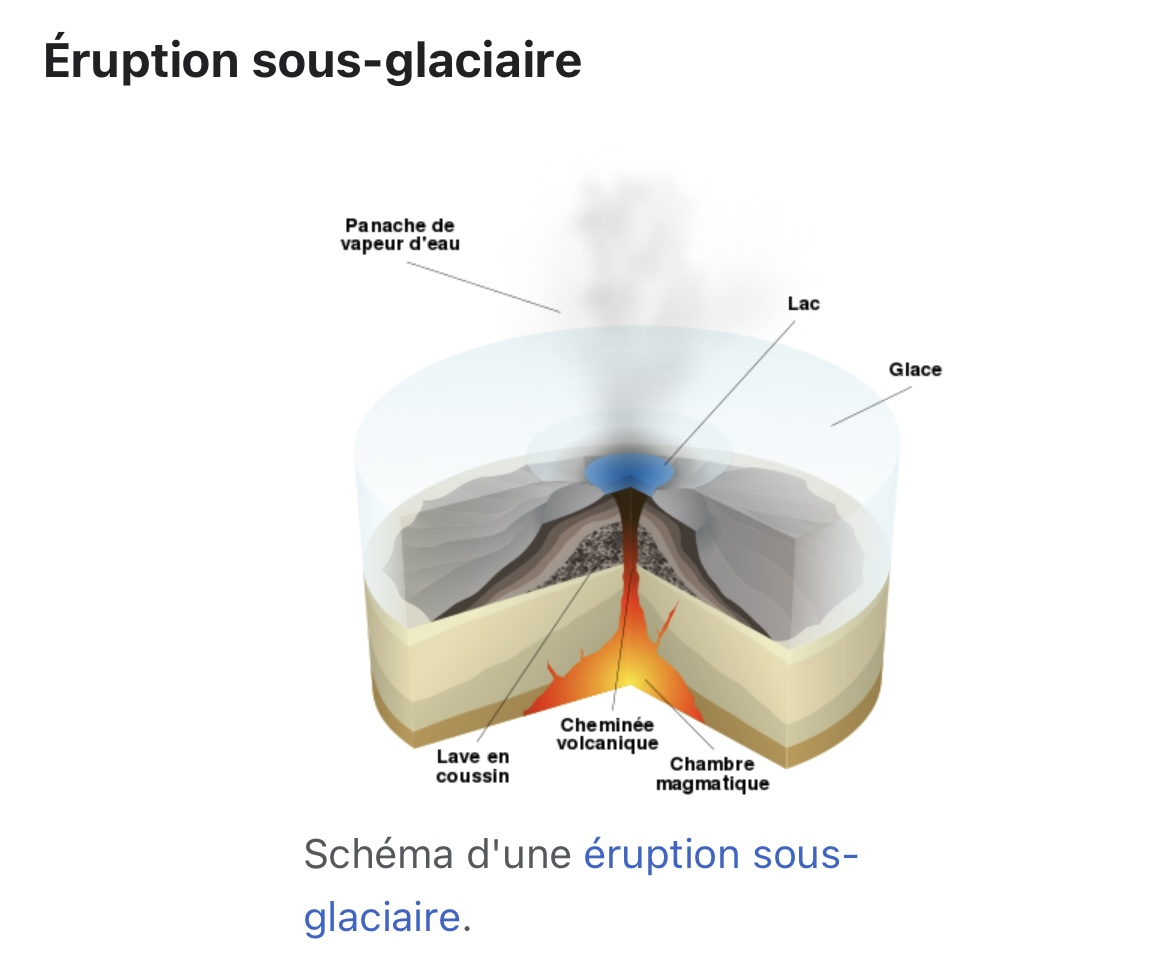 Éruption sous-glaciaire
Panache de
vapeur d'eau
Lac
Glace
Lave en
coussin
Cheminée
volcanique
Chambre
magmatique
Schéma d'une éruption sous-
glaciaire.